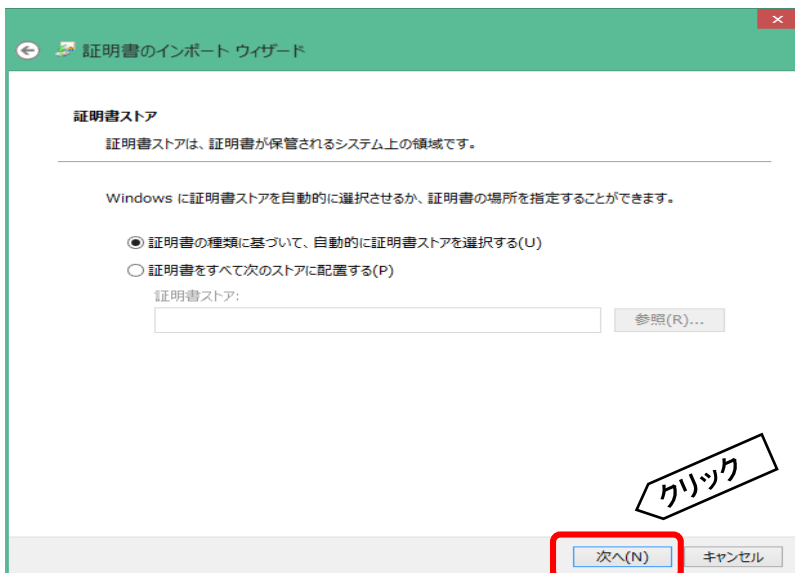 証明書のインポート ウィザード
証明書ストア
証明書ストアは、証明書が保管されるシステム上の領域です。
Windows に証明書ストアを自動的に選択させるか、証明書の場所を指定することができます。
証明書の種類に基づいて、自動的に証明書ストアを選択する(U)
証明書をすべて次のストアに配置する(P)
証明書ストア:
参照(R)...
クリック
次へ(N)
キャンセル